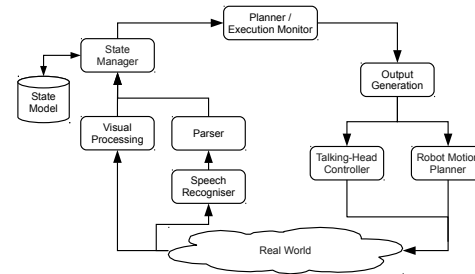 Planner /
Execution Monitor
State
Manager
Output
Generation
State
Model
Visual
Processing
Parser
Talking-Head
Controller
Robot Motion
Planner
Speech
Recogniser
Real World